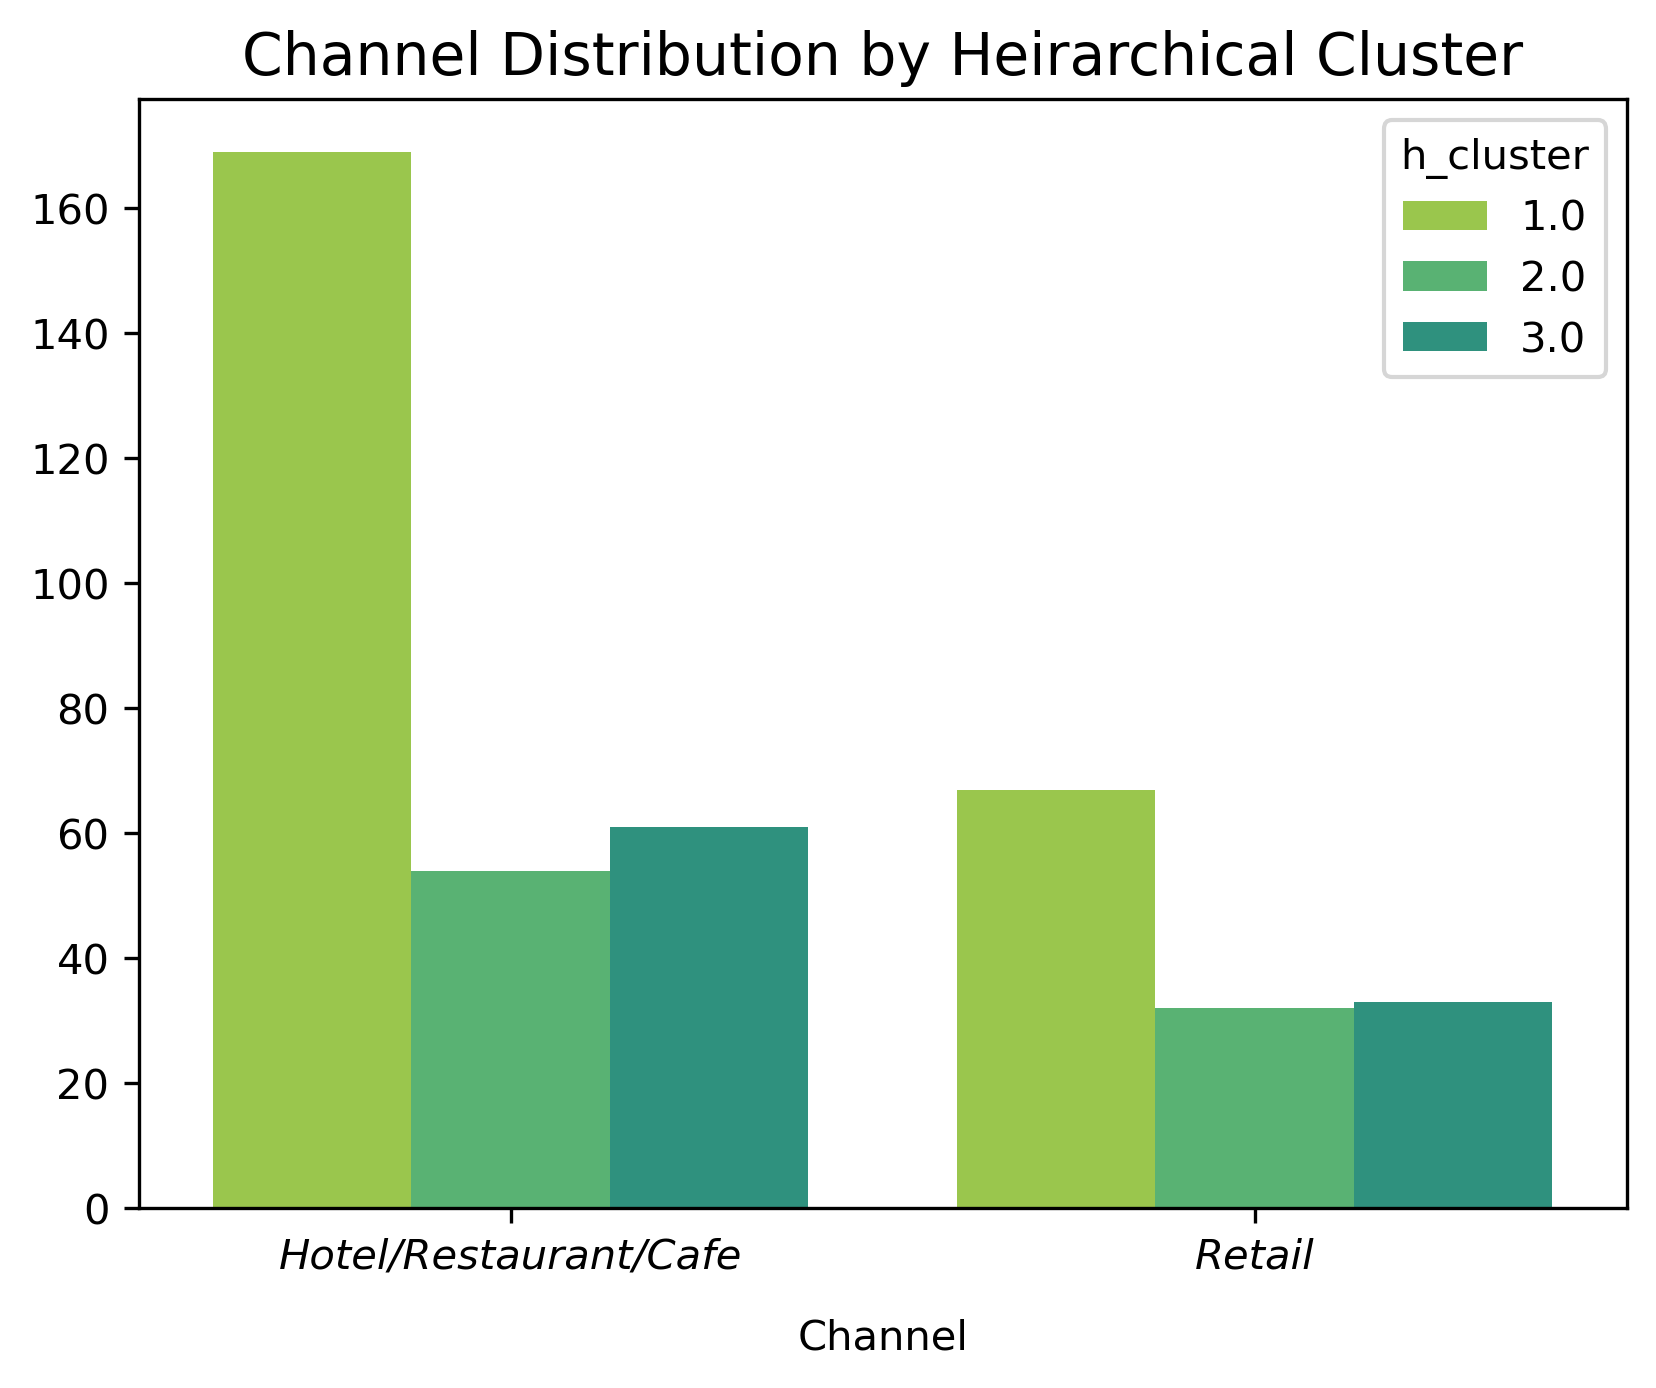 Channel Distribution by Heirarchical Cluster
h_cluster
1.0
2.0
3.0
160
140
120
100
80
60
40
20
0
Hotel/Restaurant/Cafe
Retail
Channel